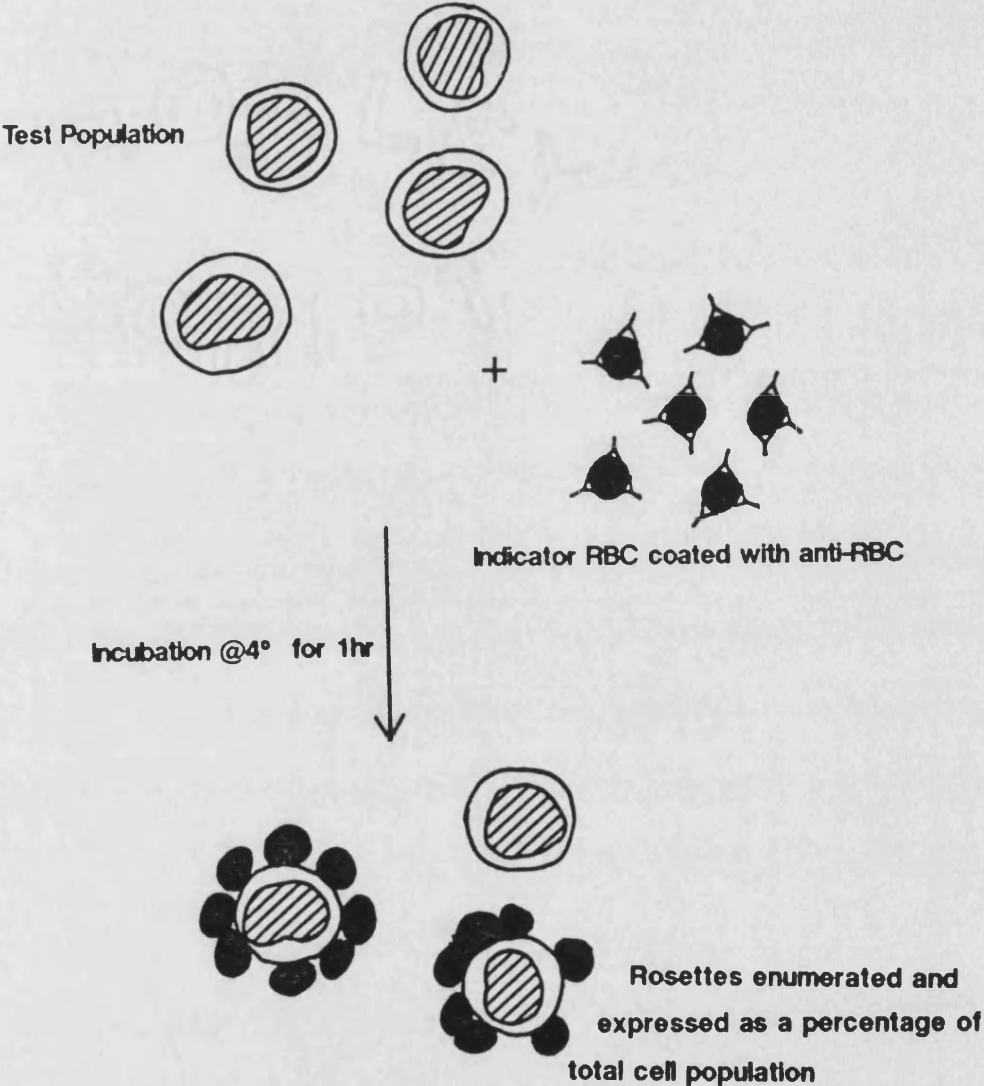 Test Population
+
Indicator RBC coated with anti-RBC
Incubation @4° for 1hr
Rosettes enumerated and
expressed as a percentage of
total cell population